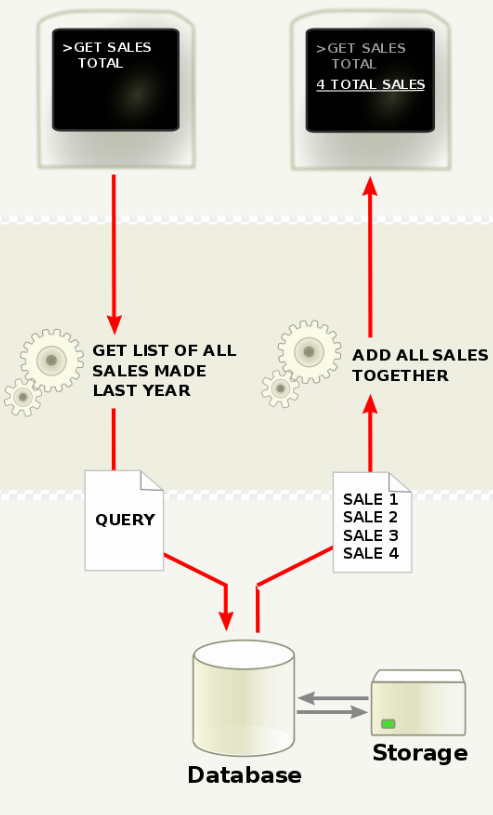 >GET SALES
TOTAL
>GET SALES
TOTAL
4 TOTAL SALES
GET LIST OF ALL
SALES MADE
LAST YEAR
ADD ALL SALES
TOGETHER
QUERY
SALE 1
SALE 2
SALE 3
SALE 4
Database
Storage